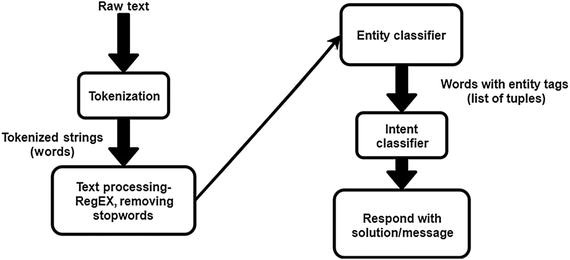 Raw text
Tokenization
Tokenized strings
(words)
Text processing-
RegEX, removing
stopwords
Entity classifier
Words with entity tags
(list of tuples)
Intent
classifier
Respond with
solution/message